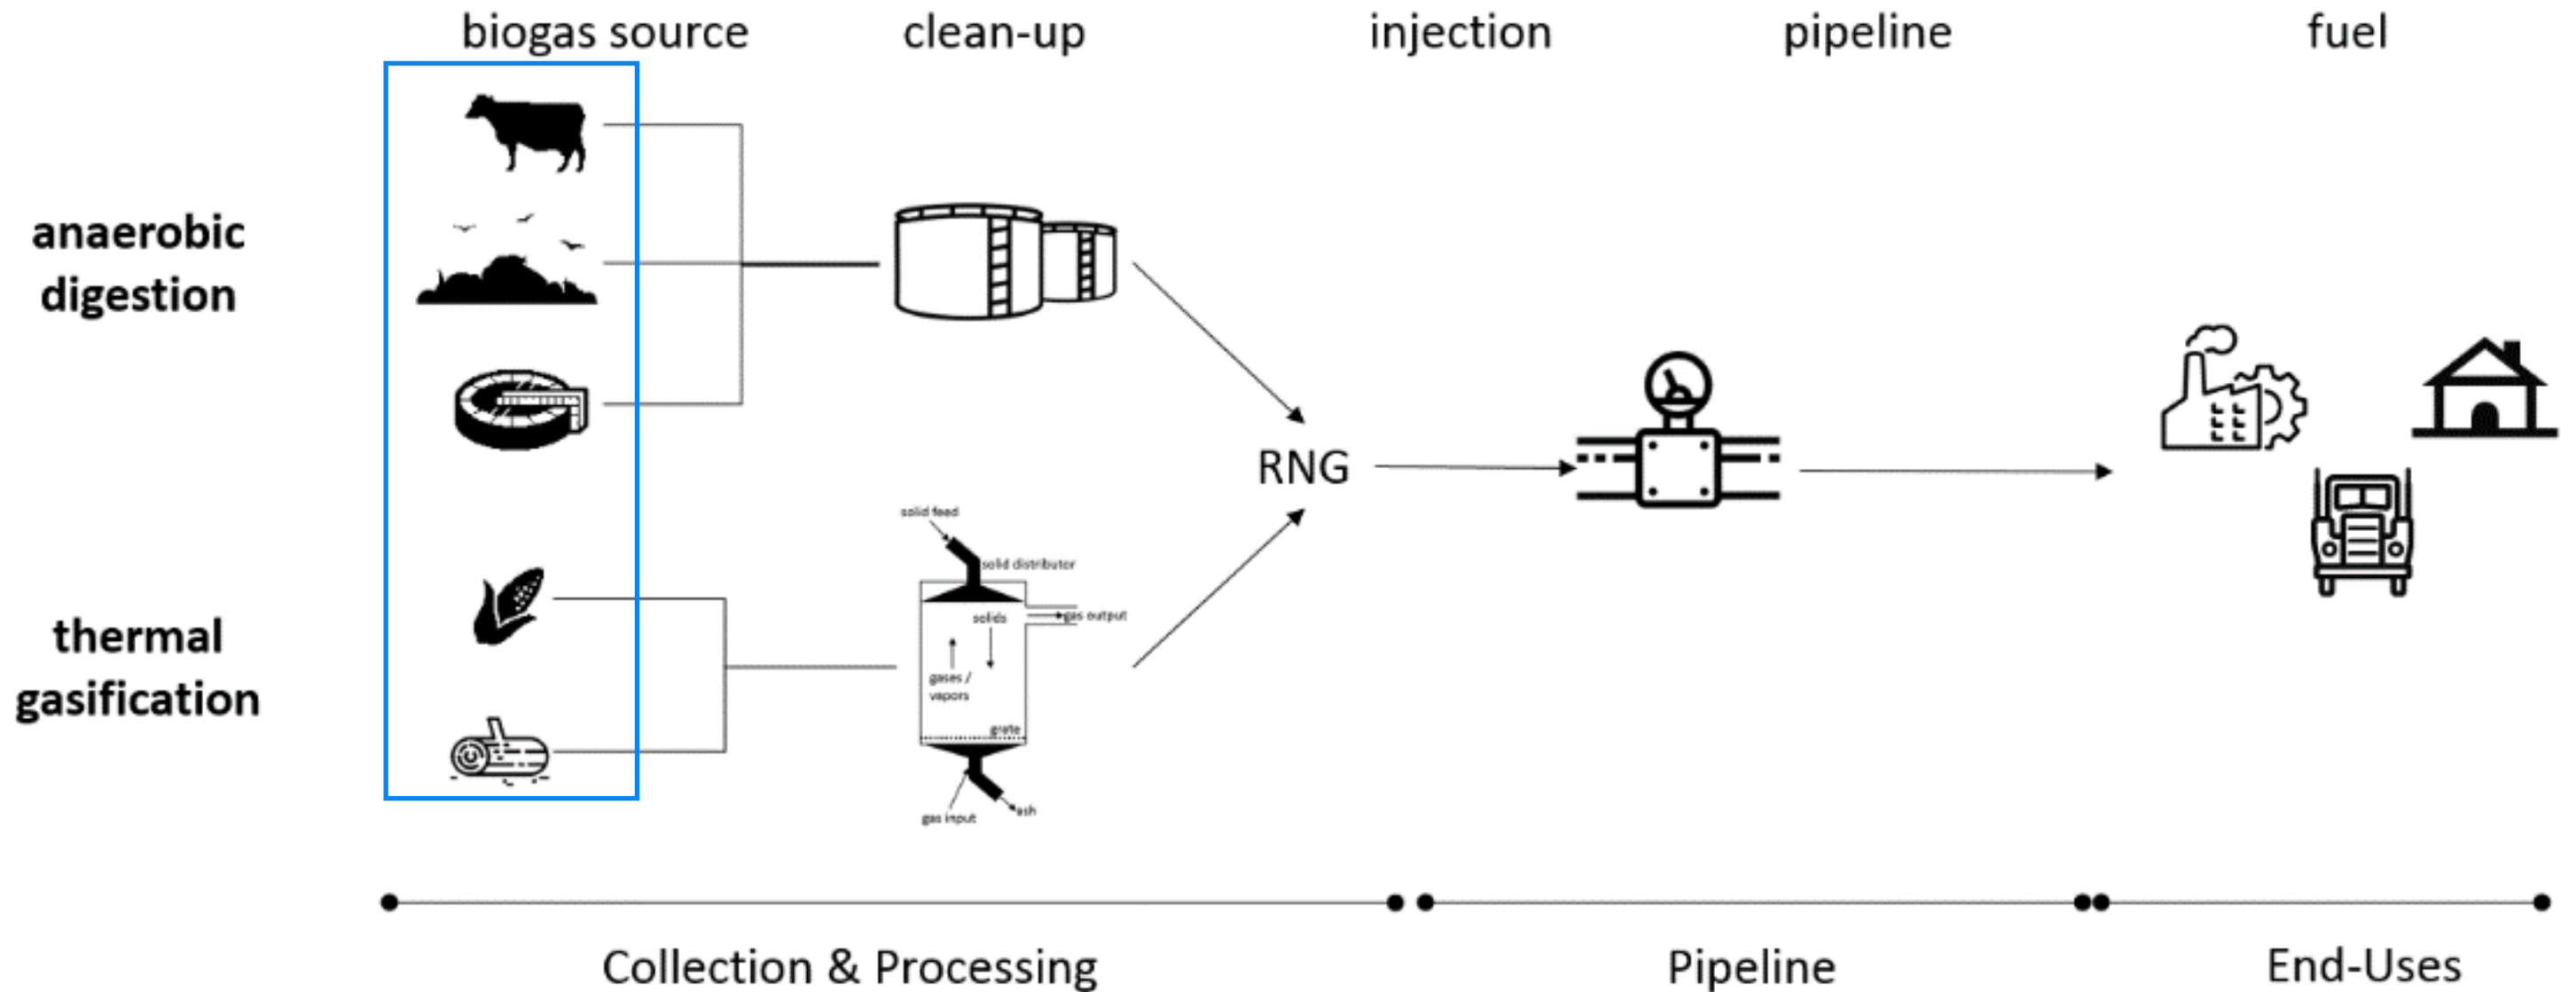 biogas source
clean-up
injection
pipeline
fuel
anaerobic
digestion
RNG
solid feed
solid distributor
solids
gas output
gases /
vapors
grate
gas input
ash
thermal
gasification
Collection & Processing
Pipeline
End-Uses